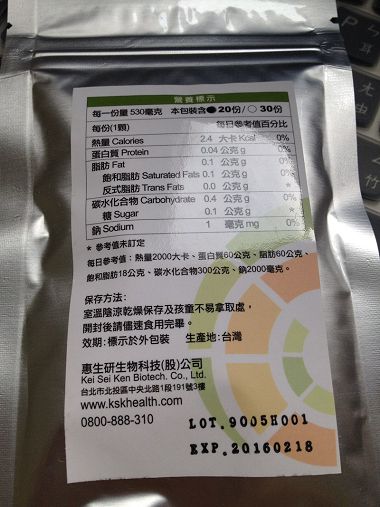 營養標示
每一份量 530毫克 本包裝含●20份/○30份
每份(1顆) 每日參考值百分比
熱量 Calories 2.4 大卡 Kcal 0%
蛋白質 Protein 0.04 公克 g 0%
脂肪 Fat 0.1 公克 g 0%
飽和脂肪 Saturated Fats 0.1 公克 g 0%
反式脂肪 Trans Fats 0.0 公克 g *
碳水化合物 Carbohydrate 0.4 公克 g 0%
糖 Sugar 0.1 公克 g *
鈉 Sodium 1 毫克 mg 0%
* 參考值未訂定
每日參考值：熱量2000大卡、蛋白質60公克、脂肪60公克、
飽和脂肪18公克、碳水化合物300公克、鈉2000毫克。
保存方法:
室溫陰涼乾燥保存及孩童不易拿取處，
開封後請儘速食用完畢。
效期:標示於外包裝 生產地:台灣
惠生研生物科技(股)公司
Kei Sei Ken Biotech. Co., Ltd.
台北市北投區中央北路1段191號3樓
www.kskhealth.com
0800-888-310
LOT.9005H001
EXP.20160218
ㄕ
ㄗ
ㄤ
竹